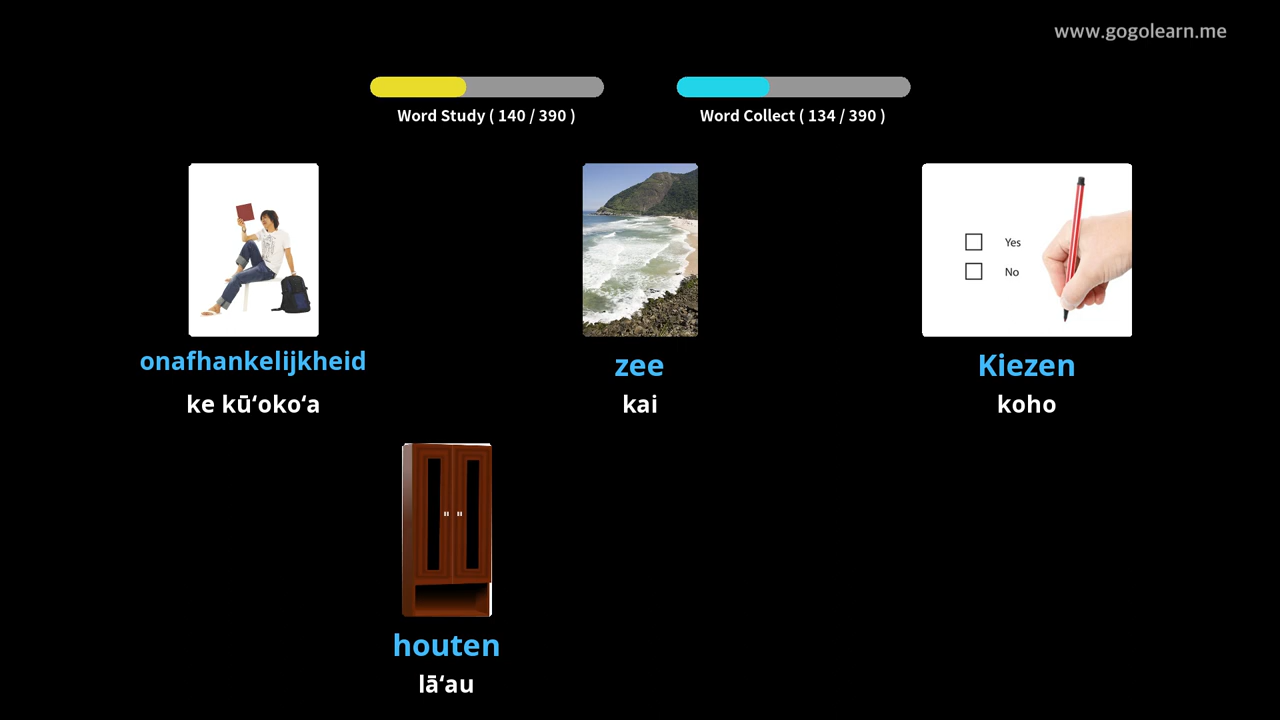 www.gogolearn.me
Word Study ( 140 / 390 )
Word Collect ( 134 / 390 )
Yes
No
onafhankelijkheid
ke kūʻokoʻa
zee
kai
Kiezen
koho
houten
lāʻau